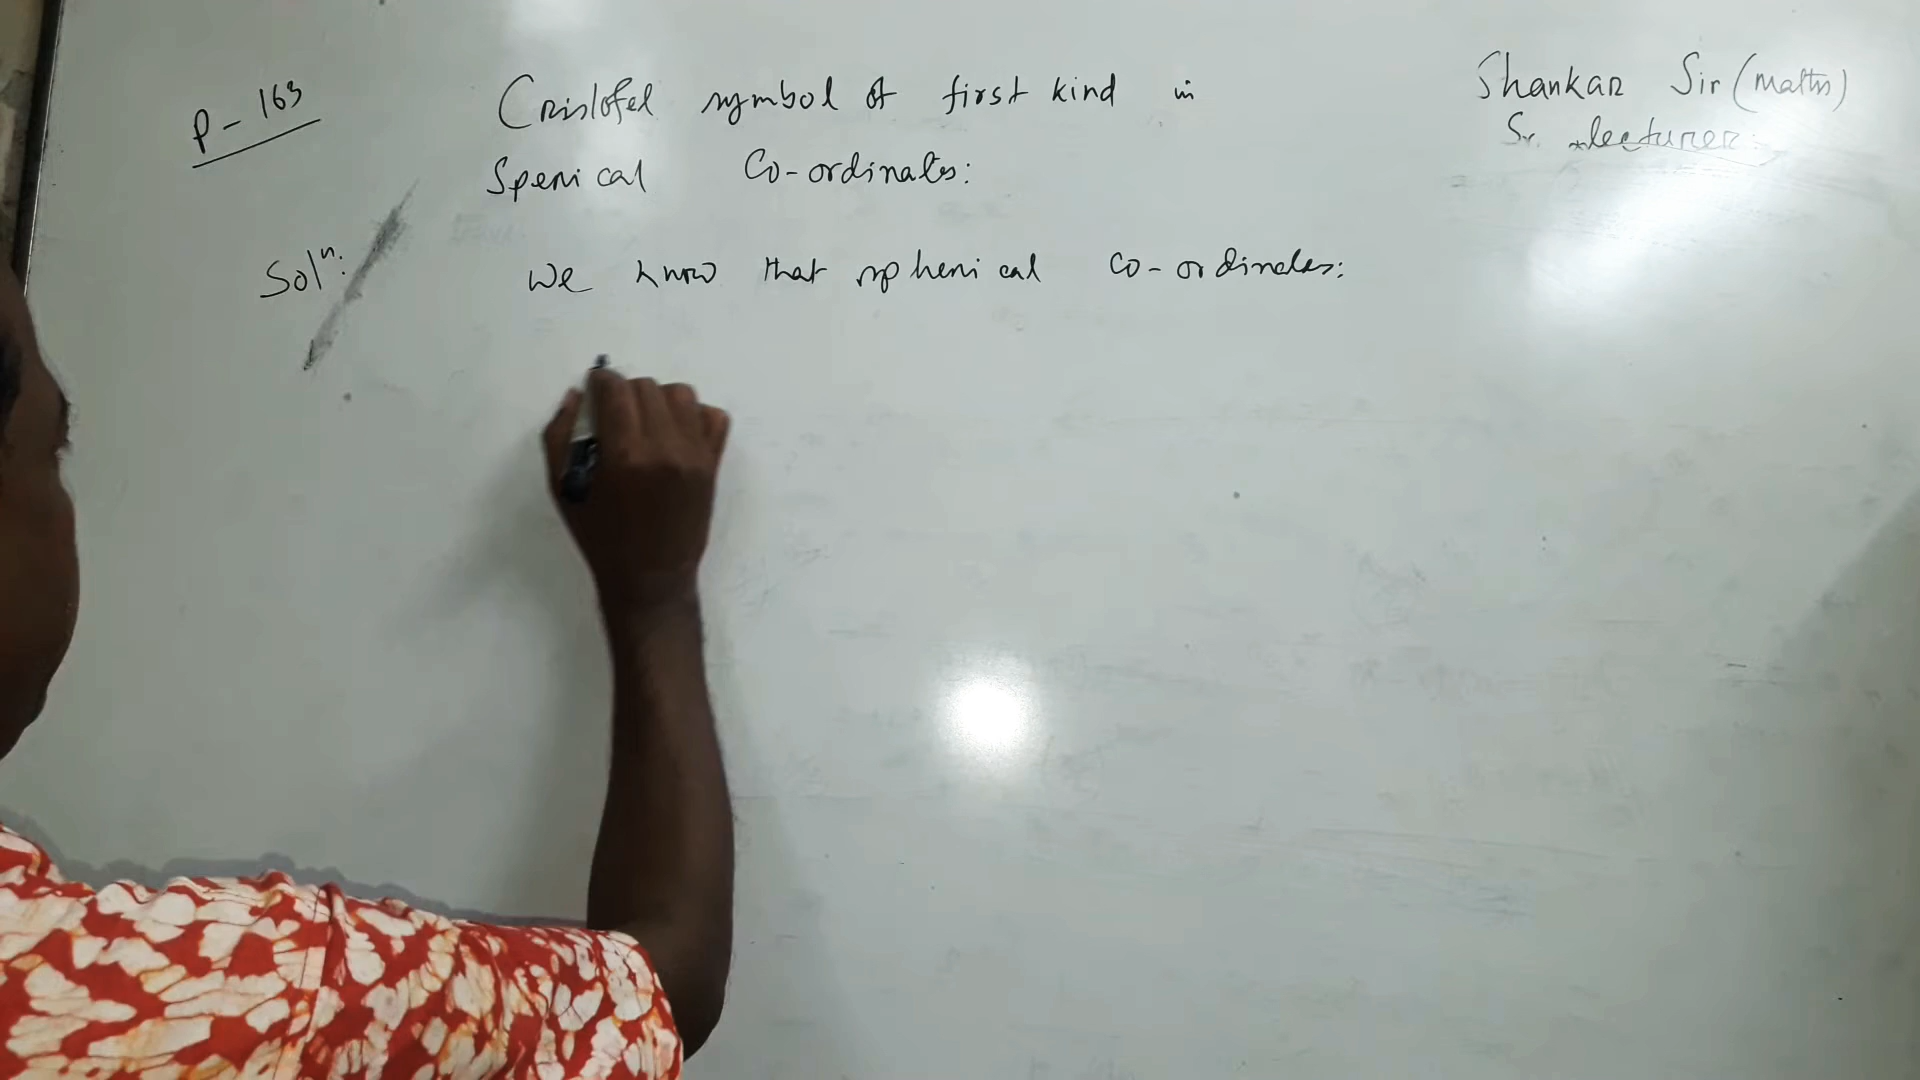 P - 163
Crislofel symbol of first kind in
Sperical Co-ordinates:
Shankar Sir (maths)
Sr. lecturer
Solⁿ:
We know that spherical co-ordinates: